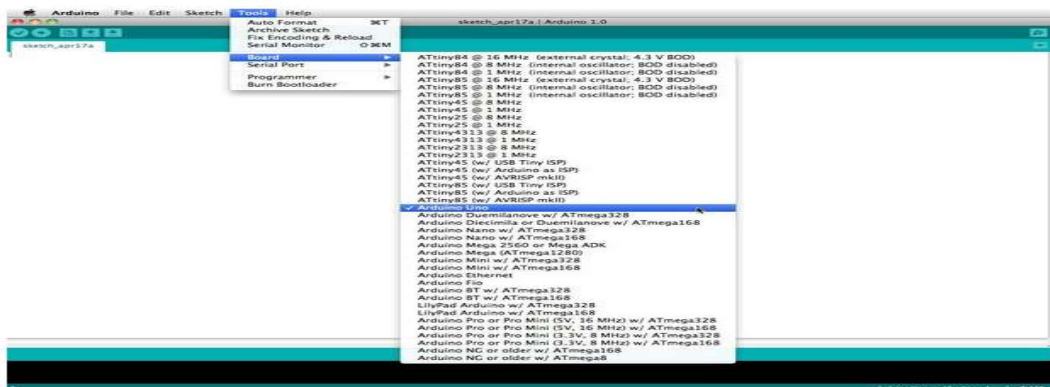 Arduino File Edit Sketch Tools Help
sketch_apr17a | Arduino 1.0
sketch_apr17a
Auto Format ⌘T
Archive Sketch
Fix Encoding & Reload
Serial Monitor ⇧⌘M
Board
Serial Port
Programmer
Burn Bootloader
ATtiny84 @ 16 MHz (external crystal; 4.3 V BOD)
ATtiny84 @ 8 MHz (internal oscillator; BOD disabled)
ATtiny84 @ 1 MHz (internal oscillator; BOD disabled)
ATtiny85 @ 16 MHz (external crystal; 4.3 V BOD)
ATtiny85 @ 8 MHz (internal oscillator; BOD disabled)
ATtiny85 @ 1 MHz (internal oscillator; BOD disabled)
ATtiny45 @ 8 MHz
ATtiny45 @ 1 MHz
ATtiny25 @ 8 MHz
ATtiny25 @ 1 MHz
ATtiny4313 @ 8 MHz
ATtiny4313 @ 1 MHz
ATtiny2313 @ 8 MHz
ATtiny2313 @ 1 MHz
ATtiny45 (w/ USB Tiny ISP)
ATtiny45 (w/ Arduino as ISP)
ATtiny45 (w/ AVRISP mkII)
ATtiny85 (w/ USB Tiny ISP)
ATtiny85 (w/ Arduino as ISP)
ATtiny85 (w/ AVRISP mkII)
✓ Arduino Uno
Arduino Duemilanove w/ ATmega328
Arduino Diecimila or Duemilanove w/ ATmega168
Arduino Nano w/ ATmega328
Arduino Nano w/ ATmega168
Arduino Mega 2560 or Mega ADK
Arduino Mega (ATmega1280)
Arduino Mini w/ ATmega328
Arduino Mini w/ ATmega168
Arduino Ethernet
Arduino Fio
Arduino BT w/ ATmega328
Arduino BT w/ ATmega168
LilyPad Arduino w/ ATmega328
LilyPad Arduino w/ ATmega168
Arduino Pro or Pro Mini (5V, 16 MHz) w/ ATmega328
Arduino Pro or Pro Mini (5V, 16 MHz) w/ ATmega168
Arduino Pro or Pro Mini (3.3V, 8 MHz) w/ ATmega328
Arduino Pro or Pro Mini (3.3V, 8 MHz) w/ ATmega168
Arduino NG or older w/ ATmega168
Arduino NG or older w/ ATmega8